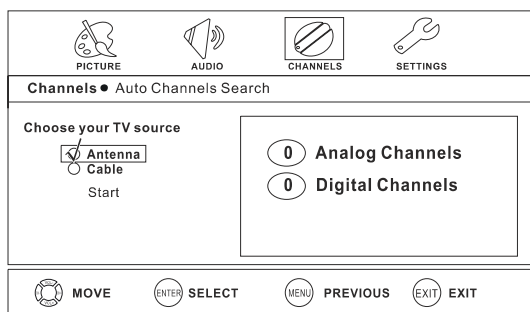 PICTURE AUDIO CHANNELS SETTINGS
Channels ● Auto Channels Search
Choose your TV source
Antenna
Cable
Start
0 Analog Channels
0 Digital Channels
MOVE ENTER SELECT MENU PREVIOUS EXIT EXIT